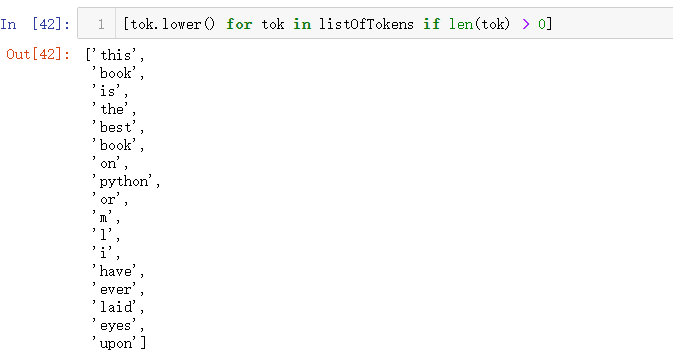 In [42]: 1 [tok.lower() for tok in listOfTokens if len(tok) > 0]
Out[42]: ['this',
'book',
'is',
'the',
'best',
'book',
'on',
'python',
'or',
'm',
'l',
'i',
'have',
'ever',
'laid',
'eyes',
'upon']